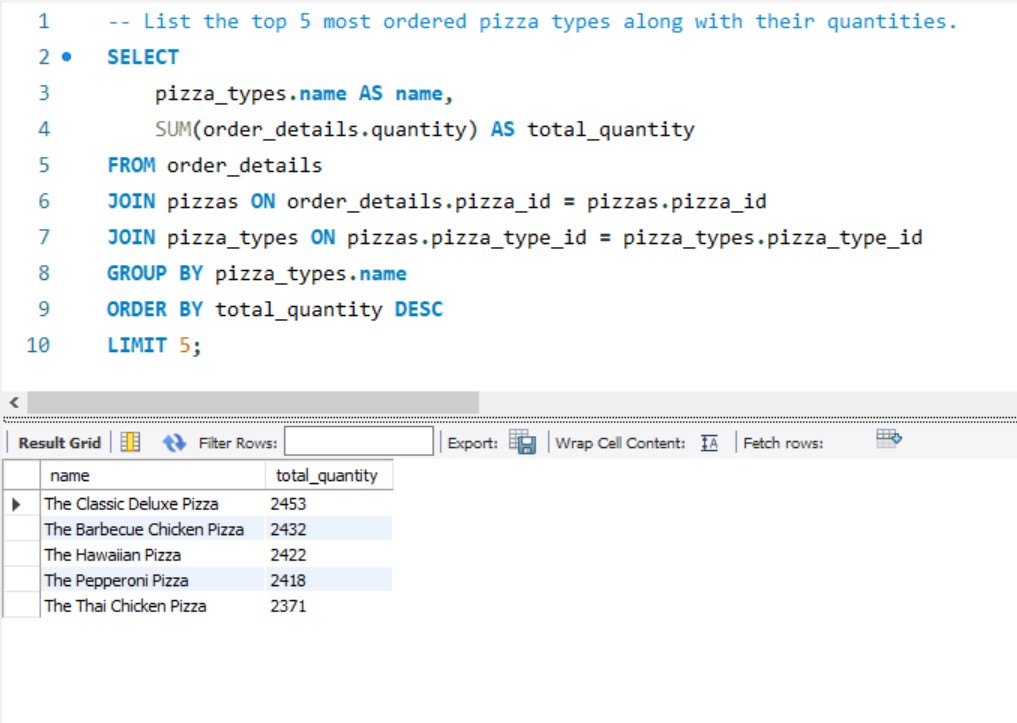 1 -- List the top 5 most ordered pizza types along with their quantities.
2 SELECT
3 pizza_types.name AS name,
4 SUM(order_details.quantity) AS total_quantity
5 FROM order_details
6 JOIN pizzas ON order_details.pizza_id = pizzas.pizza_id
7 JOIN pizza_types ON pizzas.pizza_type_id = pizza_types.pizza_type_id
8 GROUP BY pizza_types.name
9 ORDER BY total_quantity DESC
10 LIMIT 5;
Result Grid Filter Rows: Export: Wrap Cell Content: Fetch rows:
name total_quantity
The Classic Deluxe Pizza 2453
The Barbecue Chicken Pizza 2432
The Hawaiian Pizza 2422
The Pepperoni Pizza 2418
The Thai Chicken Pizza 2371